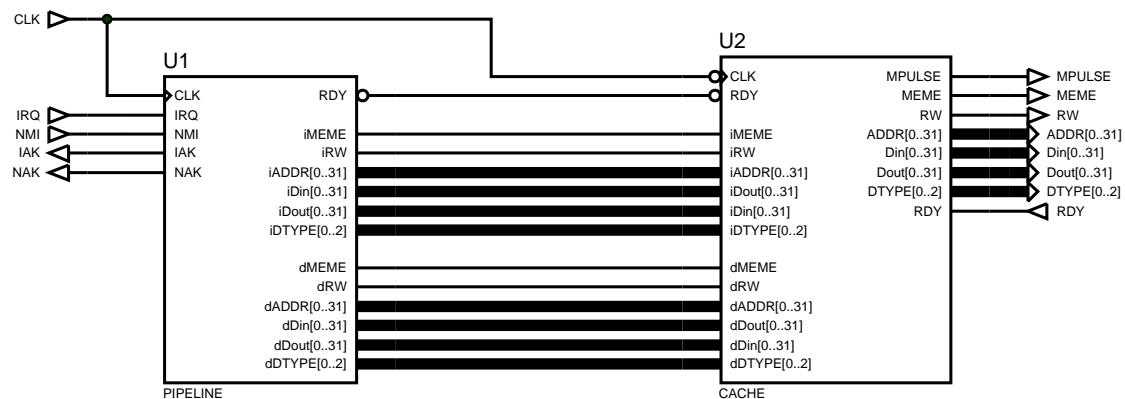 CLK
U1
U2
CLK RDY
CLK MPULSE MPULSE
RDY MEME MEME
IRQ IRQ
RW RW
NMI NMI iMEME
iMEME ADDR[0..31] ADDR[0..31]
IAK IAK iRW
iRW Din[0..31] Din[0..31]
NAK NAK iADDR[0..31]
iADDR[0..31] Dout[0..31] Dout[0..31]
iDin[0..31]
iDout[0..31] DTYPE[0..2] DTYPE[0..2]
iDout[0..31]
iDin[0..31] RDY RDY
iDTYPE[0..2]
iDTYPE[0..2]
dMEME
dMEME
dRW
dRW
dADDR[0..31]
dADDR[0..31]
dDin[0..31]
dDout[0..31]
dDout[0..31]
dDin[0..31]
dDTYPE[0..2]
dDTYPE[0..2]
PIPELINE
CACHE